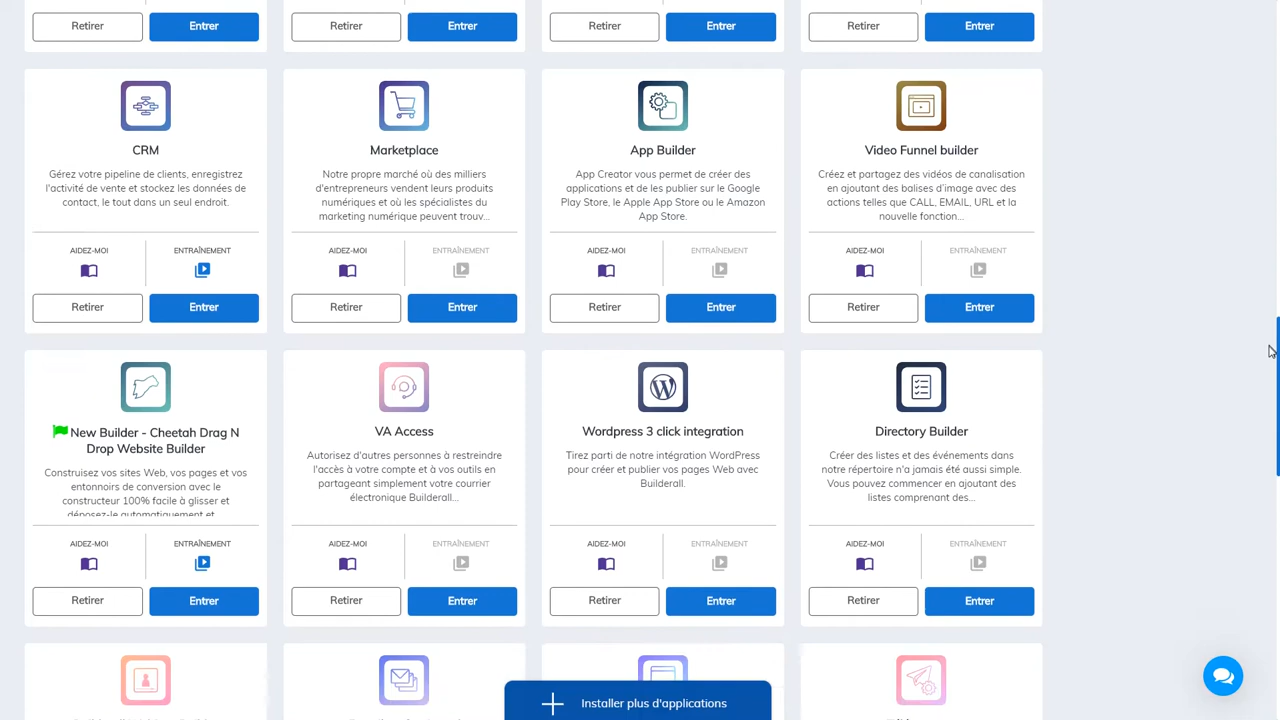 Retirer
Entrer
Retirer
Entrer
Retirer
Entrer
Retirer
Entrer
CRM
Gérez votre pipeline de clients, enregistrez
l'activité de vente et stockez les données de
contact, le tout dans un seul endroit.
AIDEZ-MOI
ENTRAÎNEMENT
Retirer
Entrer
Marketplace
Notre propre marché où des milliers
d'entrepreneurs vendent leurs produits
numériques et où les spécialistes du
marketing numérique peuvent trouv...
AIDEZ-MOI
ENTRAÎNEMENT
Retirer
Entrer
App Builder
App Creator vous permet de créer des
applications et de les publier sur le Google
Play Store, le Apple App Store ou le Amazon
App Store.
AIDEZ-MOI
ENTRAÎNEMENT
Retirer
Entrer
Video Funnel builder
Créez et partagez des vidéos de canalisation
en ajoutant des balises d'image avec des
actions telles que CALL, EMAIL, URL et la
nouvelle fonction...
AIDEZ-MOI
ENTRAÎNEMENT
Retirer
Entrer
New Builder - Cheetah Drag N
Drop Website Builder
Construisez vos sites Web, vos pages et vos
entonnoirs de conversion avec le
constructeur 100% facile à glisser et
déposez-le automatiquement et
AIDEZ-MOI
ENTRAÎNEMENT
Retirer
Entrer
VA Access
Autorisez d'autres personnes à restreindre
l'accès à votre compte et à vos outils en
partageant simplement votre courrier
électronique Builderall...
AIDEZ-MOI
ENTRAÎNEMENT
Retirer
Entrer
Wordpress 3 click integration
Tirez parti de notre intégration WordPress
pour créer et publier vos pages Web avec
Builderall.
AIDEZ-MOI
ENTRAÎNEMENT
Retirer
Entrer
Directory Builder
Créer des listes et des événements dans
notre répertoire n'a jamais été aussi simple.
Vous pouvez commencer en ajoutant des
listes comprenant des...
AIDEZ-MOI
ENTRAÎNEMENT
Retirer
Entrer
Installer plus d'applications